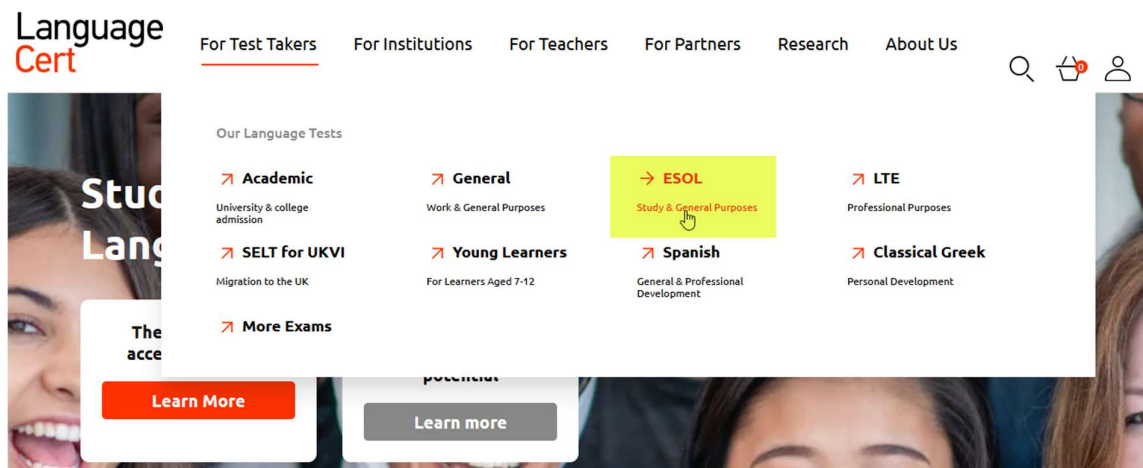 Language
Cert
For Test Takers
For Institutions
For Teachers
For Partners
Research
About Us
0
Our Language Tests
Academic
University & college
admission
General
Work & General Purposes
ESOL
Study & General Purposes
LTE
Professional Purposes
SELT for UKVI
Migration to the UK
Young Learners
For Learners Aged 7-12
Spanish
General & Professional
Development
Classical Greek
Personal Development
More Exams
The
Learn More
potential
Learn more